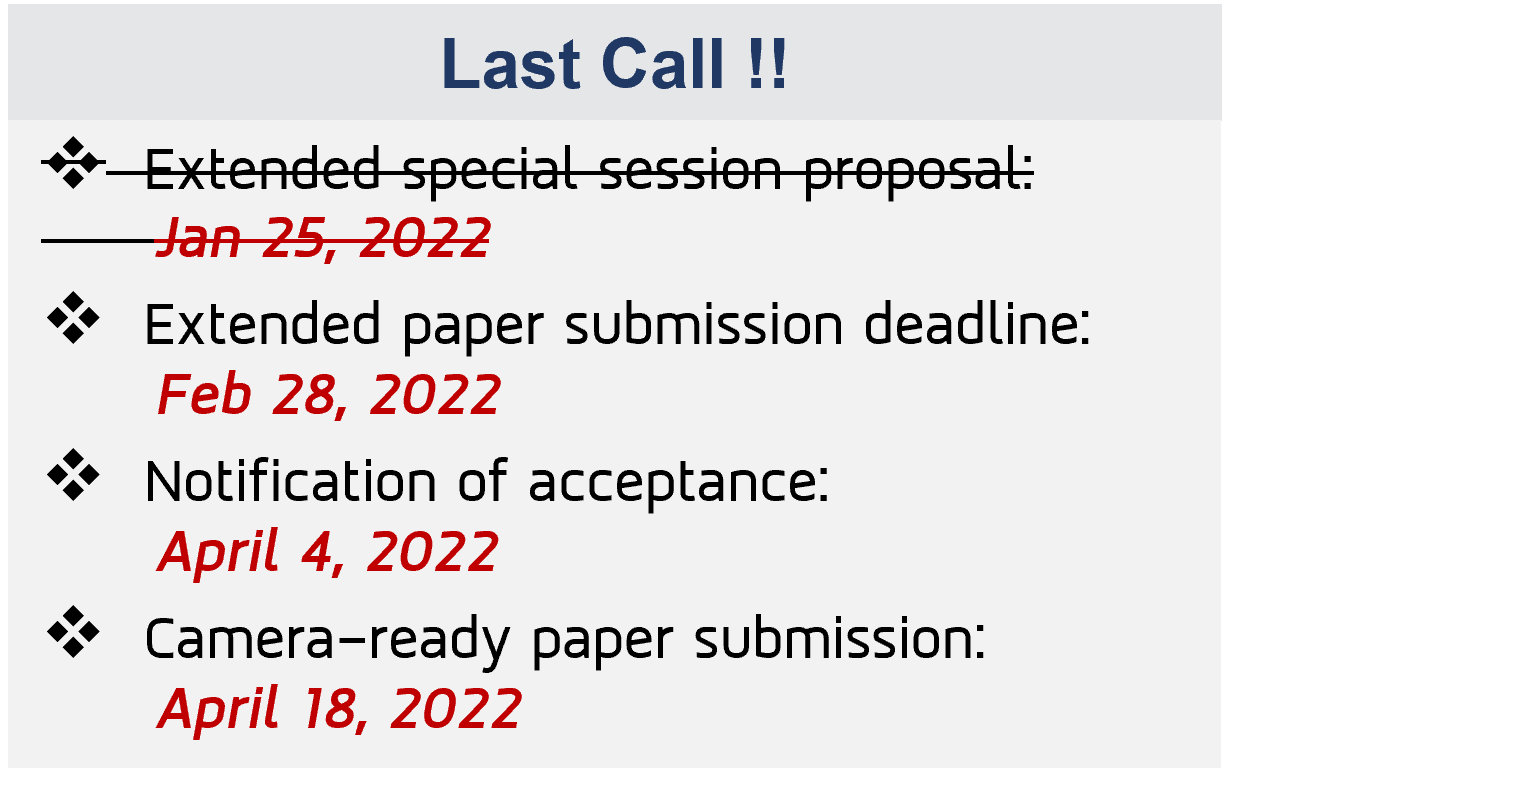 Last Call !!
❖ Extended special session proposal:
Jan 25, 2022
❖ Extended paper submission deadline:
Feb 28, 2022
❖ Notification of acceptance:
April 4, 2022
❖ Camera-ready paper submission:
April 18, 2022